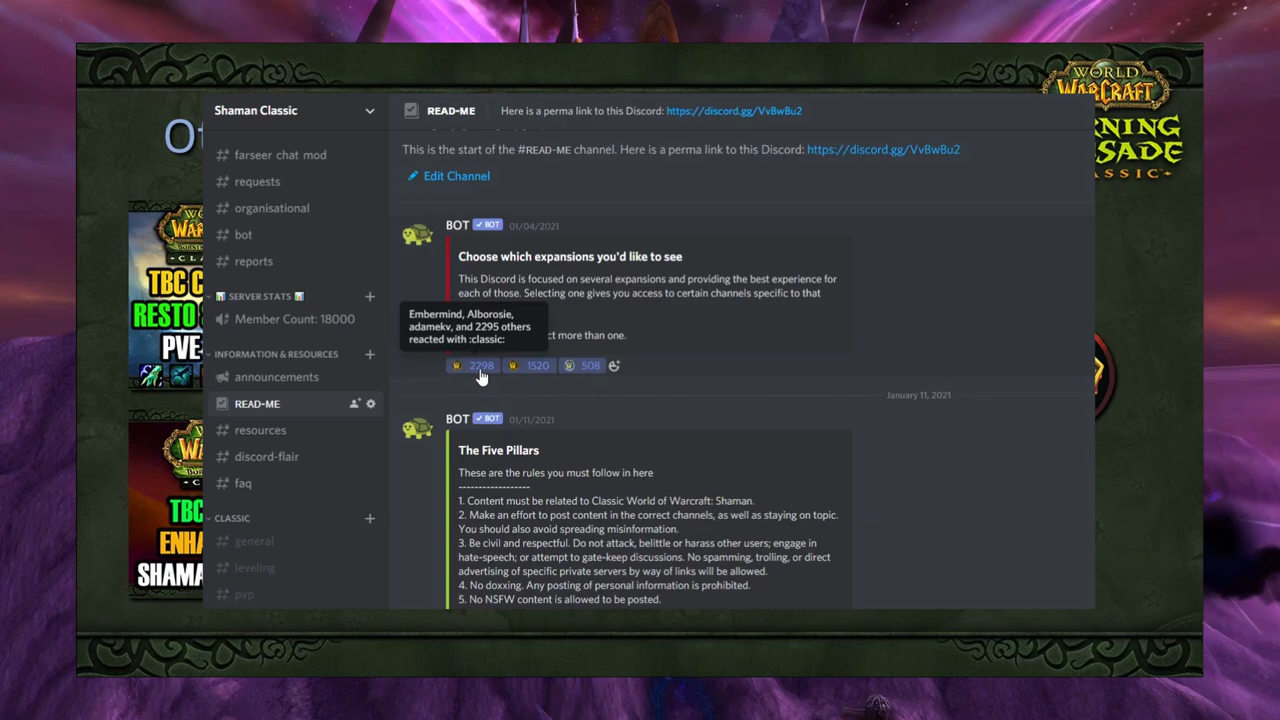 WORLD
WARCRAFT
NING
SADE
ASSIC
TBC
RESTO
PVE
TBC
ENHA
SHAMA
Shaman Classic
farseer chat mod
requests
organisational
bot
reports
SERVER STATS
Member Count: 18000
INFORMATION & RESOURCES
announcements
READ-ME
resources
discord-flair
faq
CLASSIC
general
leveling
pvp
READ-ME Here is a perma link to this Discord: https://discord.gg/VvBwBu2
This is the start of the #READ-ME channel. Here is a perma link to this Discord: https://discord.gg/VvBwBu2
Edit Channel
BOT ✓ BOT 01/04/2021
Choose which expansions you'd like to see
This Discord is focused on several expansions and providing the best experience for
each of those. Selecting one gives you access to certain channels specific to that
Embermind, Alborosie,
adamekv, and 2295 others
reacted with :classic:
ct more than one.
2298 1520 508
January 11, 2021
BOT ✓ BOT 01/11/2021
The Five Pillars
These are the rules you must follow in here
------------------
1. Content must be related to Classic World of Warcraft: Shaman.
2. Make an effort to post content in the correct channels, as well as staying on topic.
You should also avoid spreading misinformation.
3. Be civil and respectful. Do not attack, belittle or harass other users; engage in
hate-speech; or attempt to gate-keep discussions. No spamming, trolling, or direct
advertising of specific private servers by way of links will be allowed.
4. No doxxing. Any posting of personal information is prohibited.
5. No NSFW content is allowed to be posted.